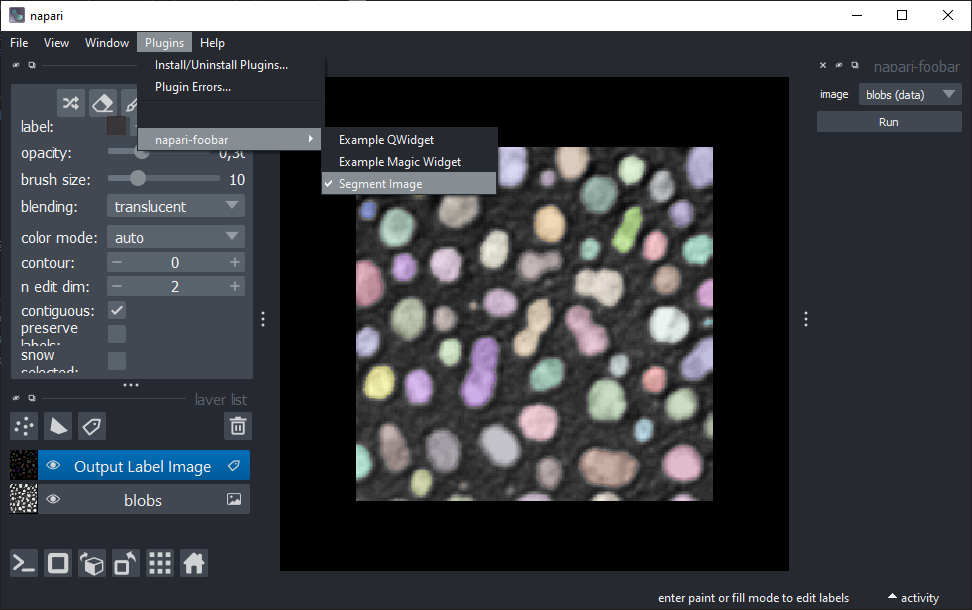 napari
File View Window Plugins Help
Install/Uninstall Plugins...
Plugin Errors...
napari-foobar
Example QWidget
Example Magic Widget
Segment Image
label:
opacity:
0,30
brush size:
10
blending:
translucent
color mode:
auto
contour:
0
n edit dim:
2
contiguous:
preserve
labels:
show
selected:
layer list
Output Label Image
blobs
napari-foobar
image
blobs (data)
Run
enter paint or fill mode to edit labels
activity